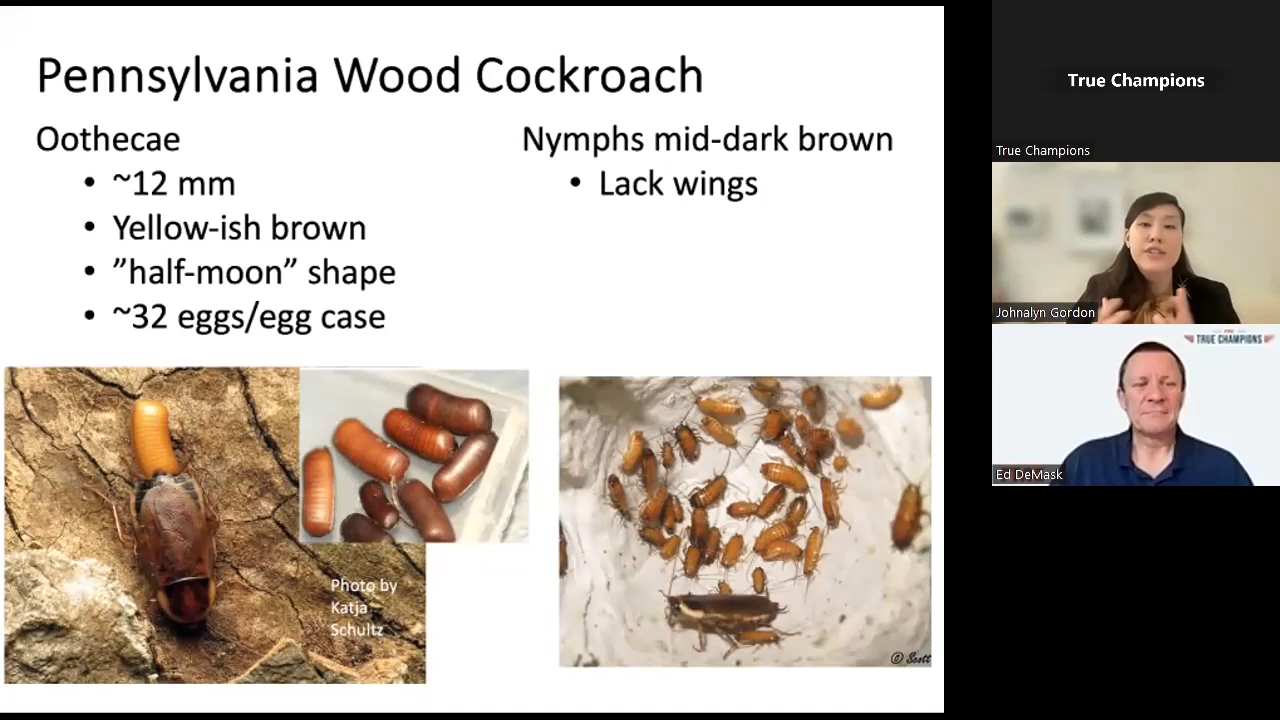 Pennsylvania Wood Cockroach
Oothecae
• ~12 mm
• Yellow-ish brown
• ”half-moon” shape
• ~32 eggs/egg case
Nymphs mid-dark brown
• Lack wings
Photo by
Katja
Schultz
© Scott
True Champions
True Champions
Johnalyn Gordon
TRUE CHAMPIONS
Ed DeMask